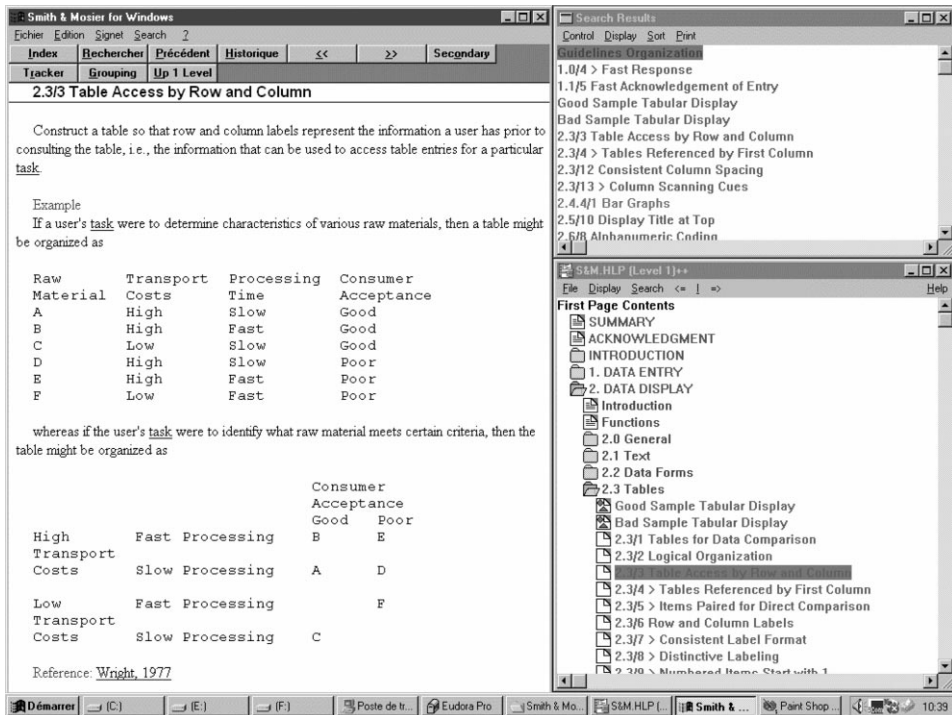 Smith & Mosier for Windows
Fichier Edition Signet Search ?
Index Rechercher Précédent Historique << >> Secondary
Tracker Grouping Up 1 Level
2.3/3 Table Access by Row and Column
Construct a table so that row and column labels represent the information a user has prior to
consulting the table, i.e., the information that can be used to access table entries for a particular
task.
Example
If a user's task were to determine characteristics of various raw materials, then a table might
be organized as
Raw Transport Processing Consumer
Material Costs Time Acceptance
A High Slow Good
B High Fast Good
C Low Slow Good
D High Slow Poor
E High Fast Poor
F Low Fast Poor
whereas if the user's task were to identify what raw material meets certain criteria, then the
table might be organized as
Consumer
Acceptance
Good Poor
High Fast Processing B E
Transport
Costs Slow Processing A D
Low Fast Processing F
Transport
Costs Slow Processing C
Reference: Wright, 1977
Search Results
Control Display Sort Print
Guidelines Organization
1.0/4 > Fast Response
1.1/5 Fast Acknowledgement of Entry
Good Sample Tabular Display
Bad Sample Tabular Display
2.3/3 Table Access by Row and Column
2.3/4 > Tables Referenced by First Column
2.3/12 Consistent Column Spacing
2.3/13 > Column Scanning Cues
2.4.4/1 Bar Graphs
2.5/10 Display Title at Top
2.6/8 Alphanumeric Coding
S&M.HLP (Level 1)++
File Display Search <= | => Help
First Page Contents
SUMMARY
ACKNOWLEDGMENT
INTRODUCTION
1. DATA ENTRY
2. DATA DISPLAY
Introduction
Functions
2.0 General
2.1 Text
2.2 Data Forms
2.3 Tables
Good Sample Tabular Display
Bad Sample Tabular Display
2.3/1 Tables for Data Comparison
2.3/2 Logical Organization
2.3/3 Table Access by Row and Column
2.3/4 > Tables Referenced by First Column
2.3/5 > Items Paired for Direct Comparison
2.3/6 Row and Column Labels
2.3/7 > Consistent Label Format
2.3/8 > Distinctive Labeling
2.3/9 > Numbered Items Start with 1
Démarrer (C:) (E:) (F:) Poste de tr... Eudora Pro Smith & Mo... S&M.HLP (... Smith & ... Paint Shop ...